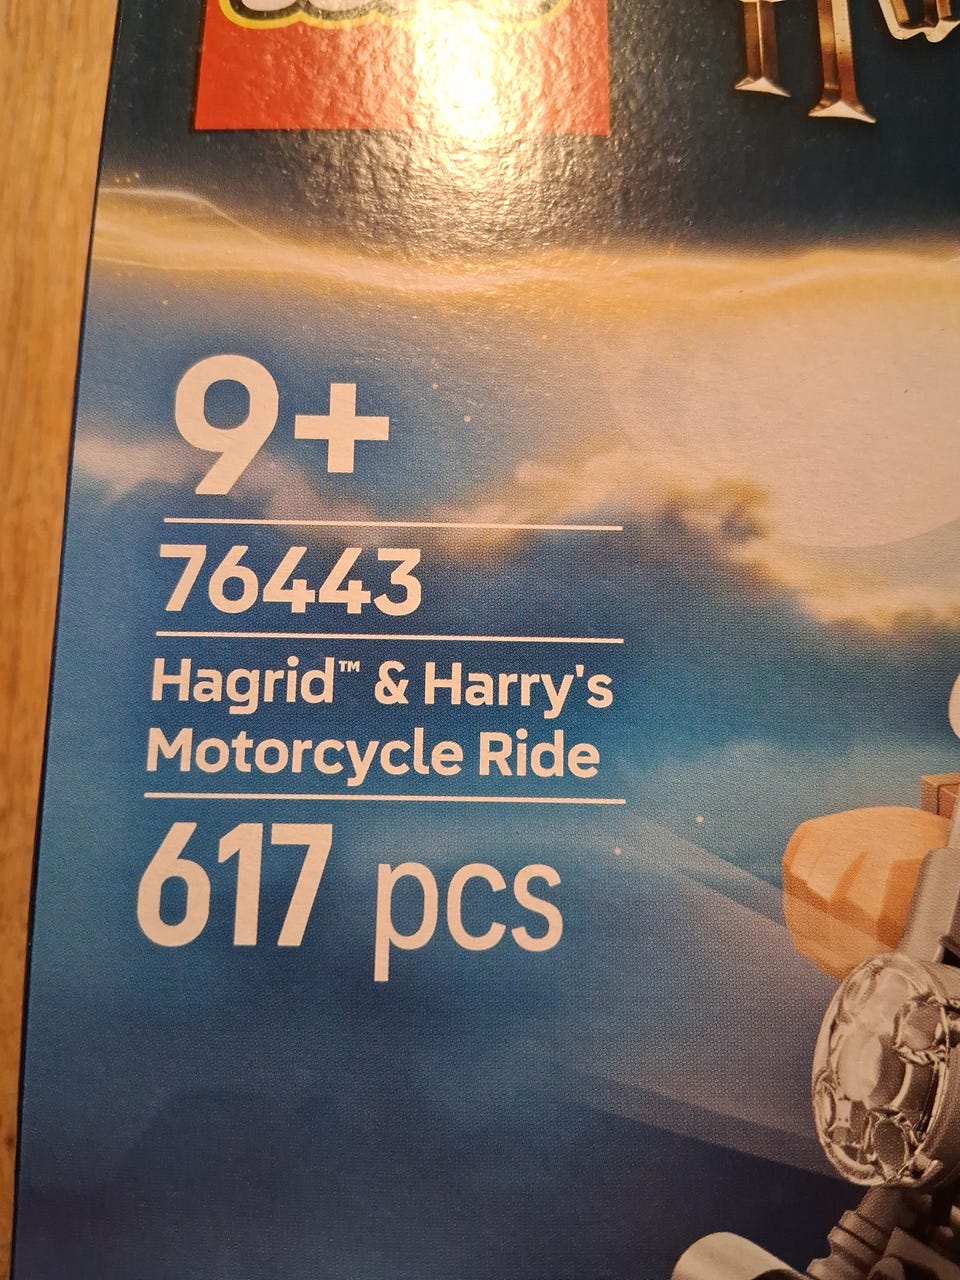 9+
76443
Hagrid™ & Harry's
Motorcycle Ride
617 pcs